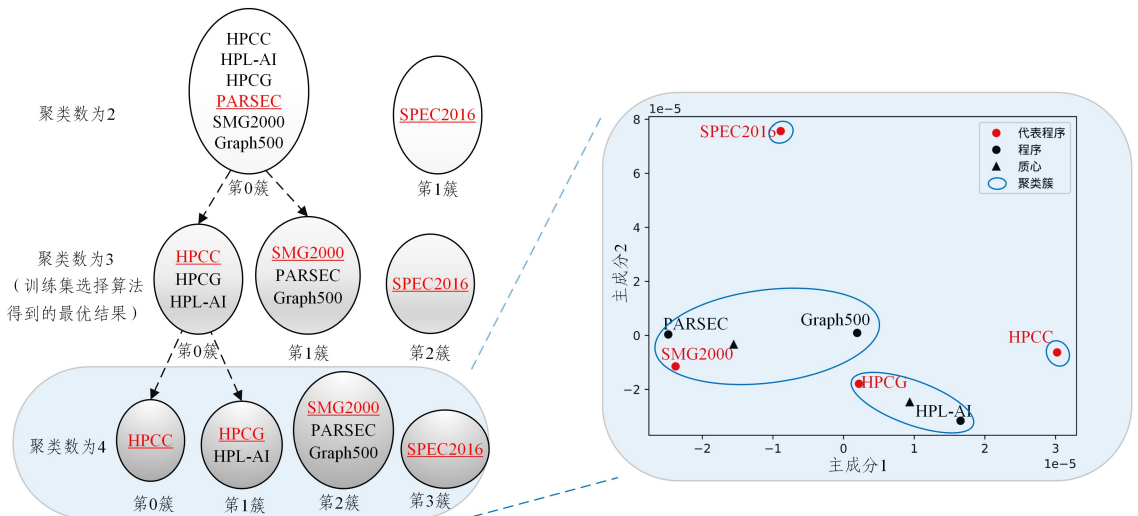 聚类数为2
HPCC
HPL-AI
HPCG
PARSEC
SMG2000
Graph500
第0簇
SPEC2016
第1簇
聚类数为3
（训练集选择算法
得到的最优结果）
HPCC
HPCG
HPL-AI
第0簇
SMG2000
PARSEC
Graph500
第1簇
SPEC2016
第2簇
聚类数为4
HPCC
第0簇
HPCG
HPL-AI
第1簇
SMG2000
PARSEC
Graph500
第2簇
SPEC2016
第3簇
1e−5
8
6
4
2
0
−2
主成分2
SPEC2016
代表程序
程序
质心
聚类簇
PARSEC
Graph500
SMG2000
HPCC
HPCG
HPL-AI
−2
−1
0
1
2
3
1e−5
主成分1